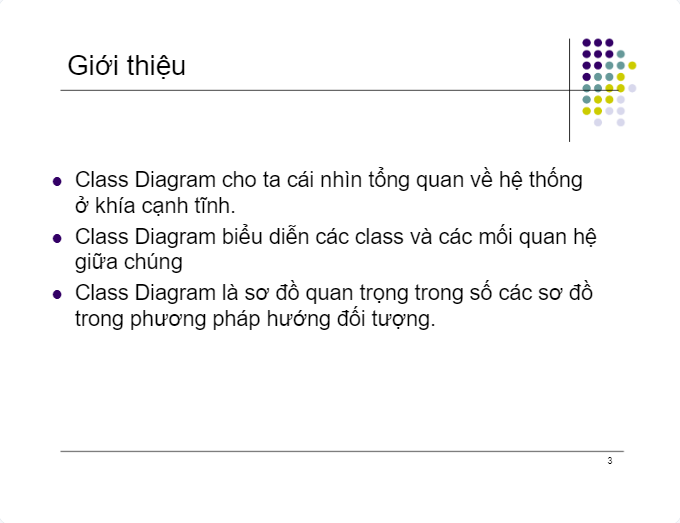 Giới thiệu
Class Diagram cho ta cái nhìn tổng quan về hệ thống
ở khía cạnh tĩnh.
Class Diagram biểu diễn các class và các mối quan hệ
giữa chúng
Class Diagram là sơ đồ quan trọng trong số các sơ đồ
trong phương pháp hướng đối tượng.
3